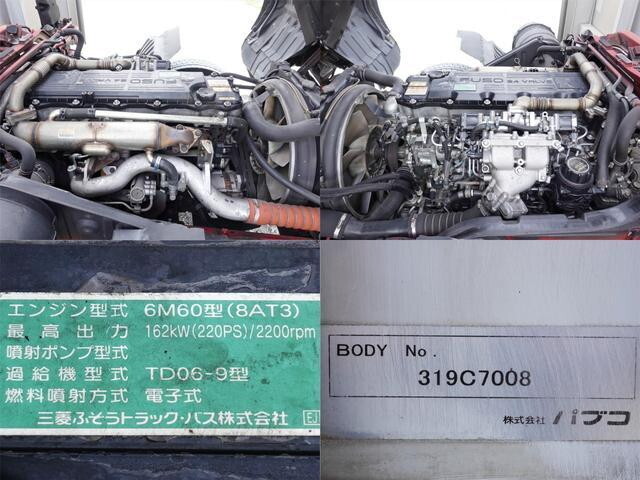 FUSO
FUSO 24 VALVE
エンジン型式 6M60型(8AT3)
最高出力 162kW(220PS)/2200rpm
噴射ポンプ型式
過給機型式 TD06-9型
燃料噴射方式 電子式
三菱ふそうトラック・バス株式会社 EJ
BODY No.
319C7008
株式会社 パブコ